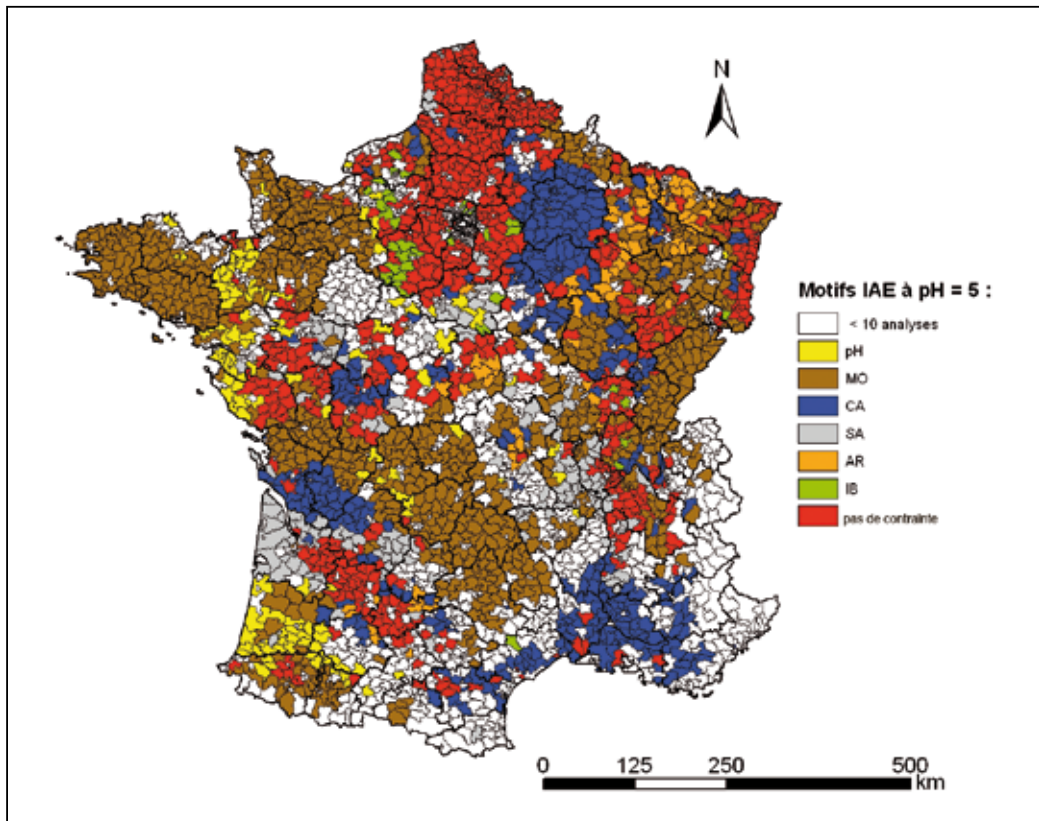 N
Motifs IAE à pH = 5 :
< 10 analyses
pH
MO
CA
SA
AR
IB
pas de contrainte
0 125 250 500
km